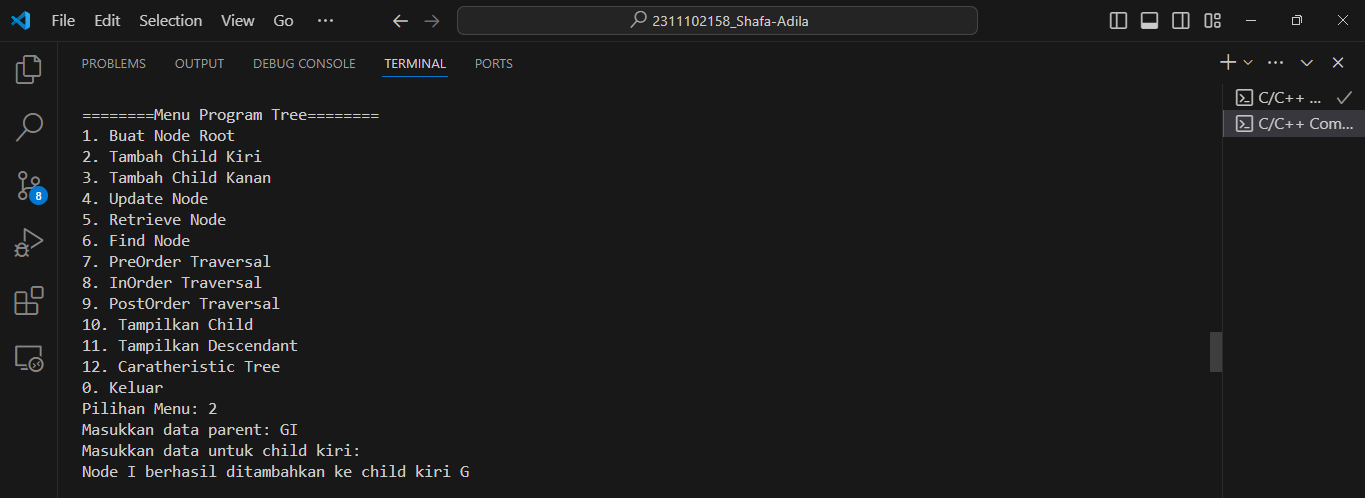 File Edit Selection View Go ··· 2311102158_Shafa-Adila
PROBLEMS OUTPUT DEBUG CONSOLE TERMINAL PORTS
C/C++ ...
C/C++ Com...
8
========Menu Program Tree========
1. Buat Node Root
2. Tambah Child Kiri
3. Tambah Child Kanan
4. Update Node
5. Retrieve Node
6. Find Node
7. PreOrder Traversal
8. InOrder Traversal
9. PostOrder Traversal
10. Tampilkan Child
11. Tampilkan Descendant
12. Caratheristic Tree
0. Keluar
Pilihan Menu: 2
Masukkan data parent: GI
Masukkan data untuk child kiri:
Node I berhasil ditambahkan ke child kiri G